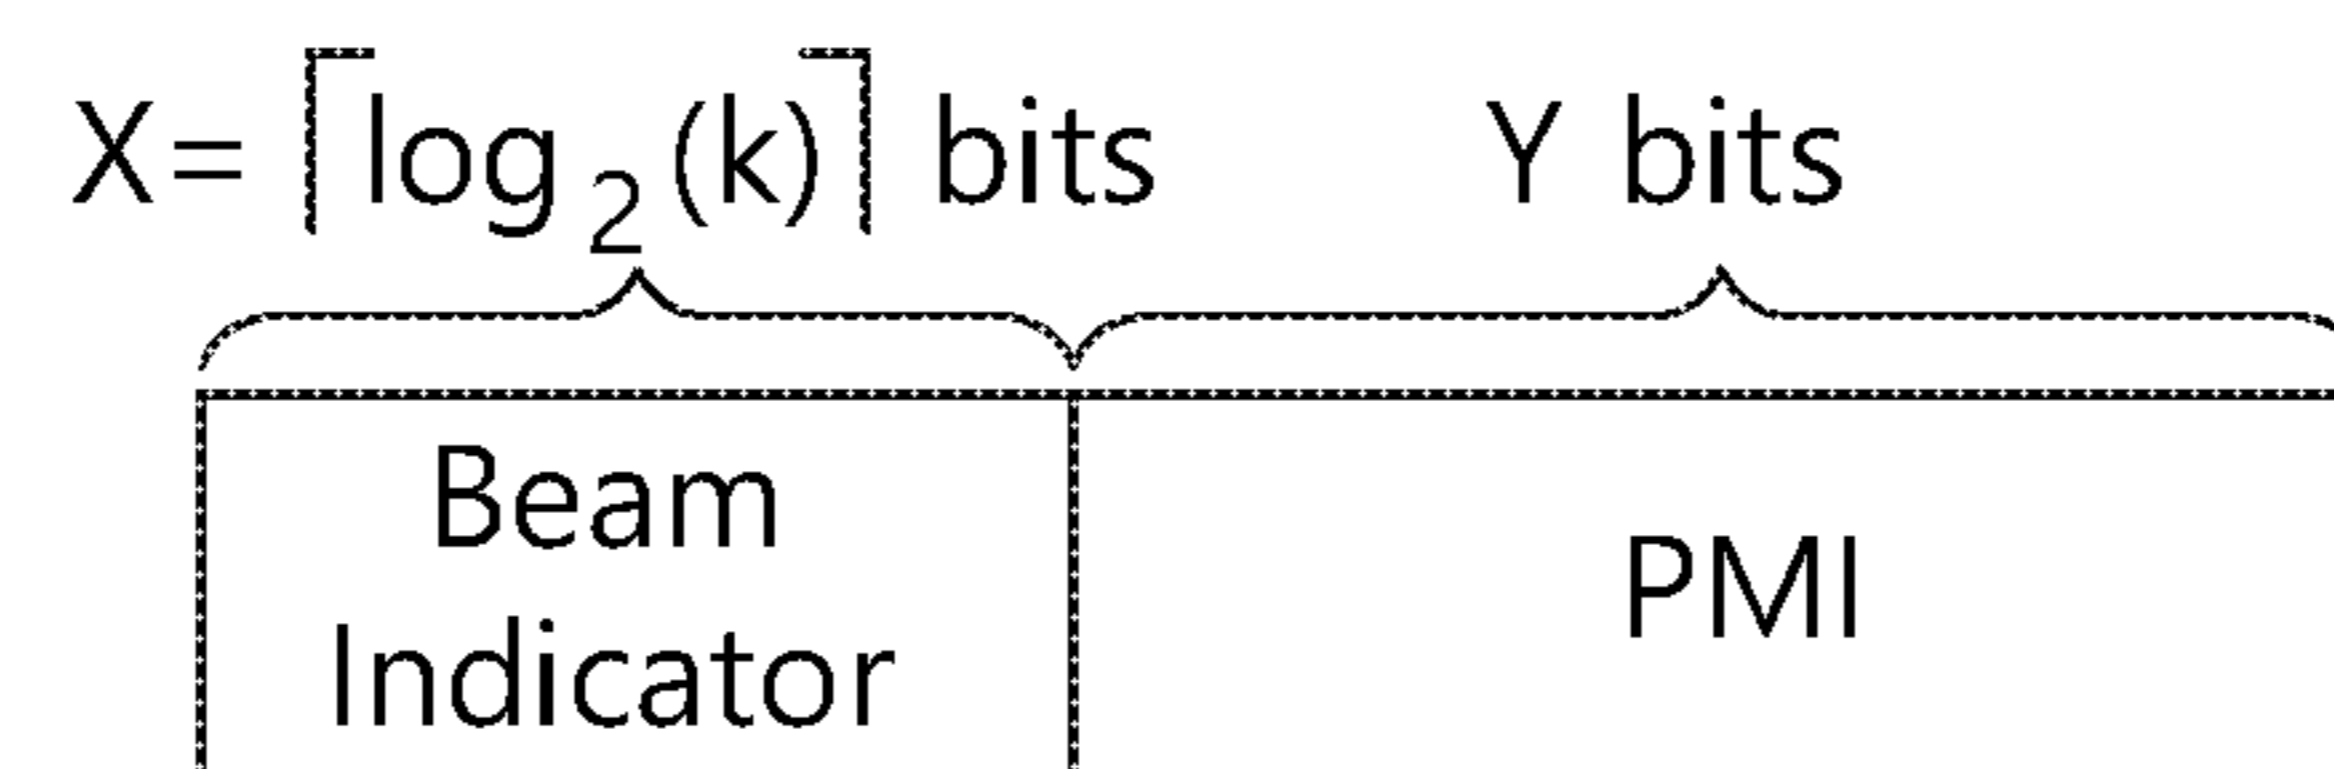 X= ⌈log₂(k)⌉ bits
Y bits
Beam
Indicator
PMI